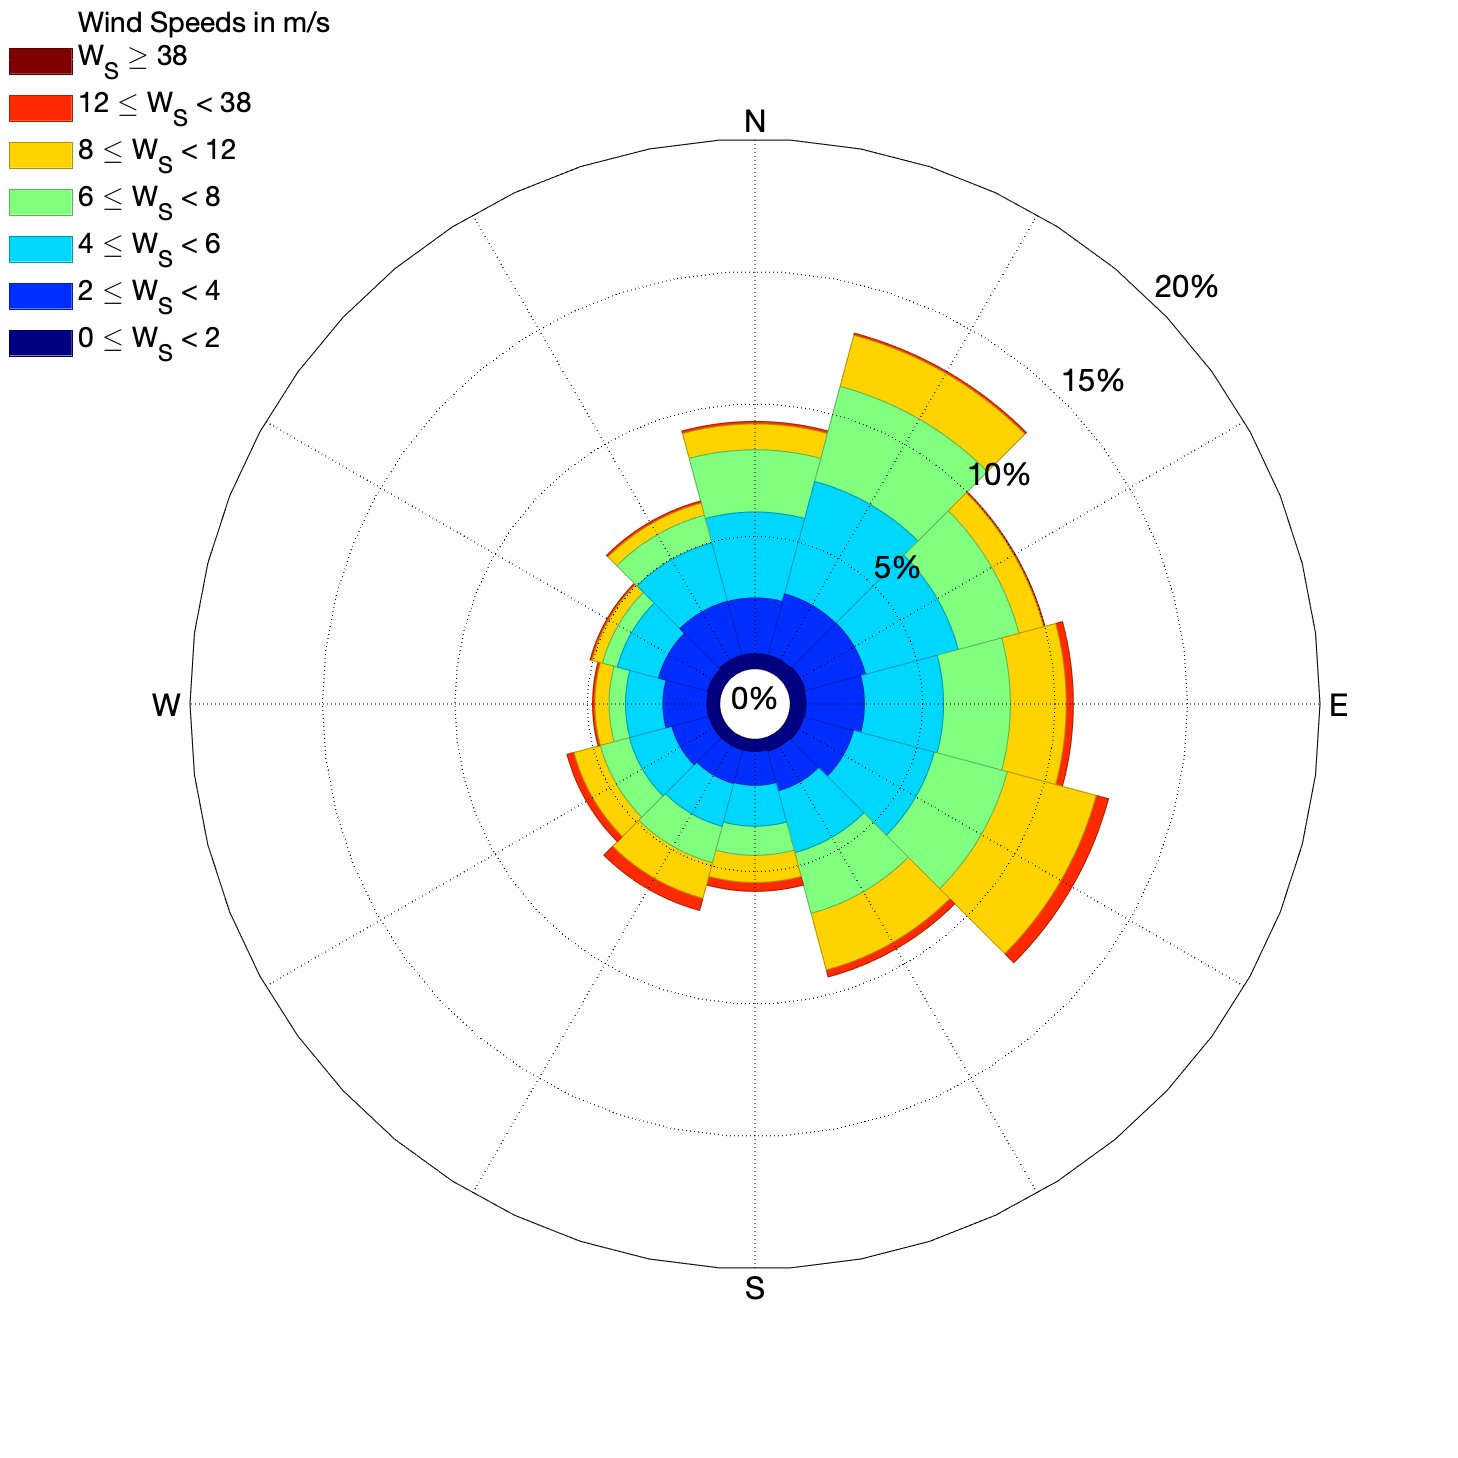 Wind Speeds in m/s
W_S ≥ 38
12 ≤ W_S < 38
8 ≤ W_S < 12
6 ≤ W_S < 8
4 ≤ W_S < 6
2 ≤ W_S < 4
0 ≤ W_S < 2
N
20%
15%
10%
5%
0%
W
E
S